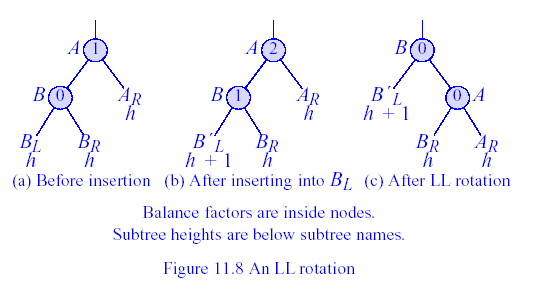 A 1
B 0 A_R
h
B_L B_R
h h
(a) Before insertion
A 2
B 1 A_R
h
B´_L B_R
h + 1 h
(b) After inserting into B_L
B 0
B´_L 0 A
h + 1
B_R A_R
h h
(c) After LL rotation
Balance factors are inside nodes.
Subtree heights are below subtree names.
Figure 11.8 An LL rotation